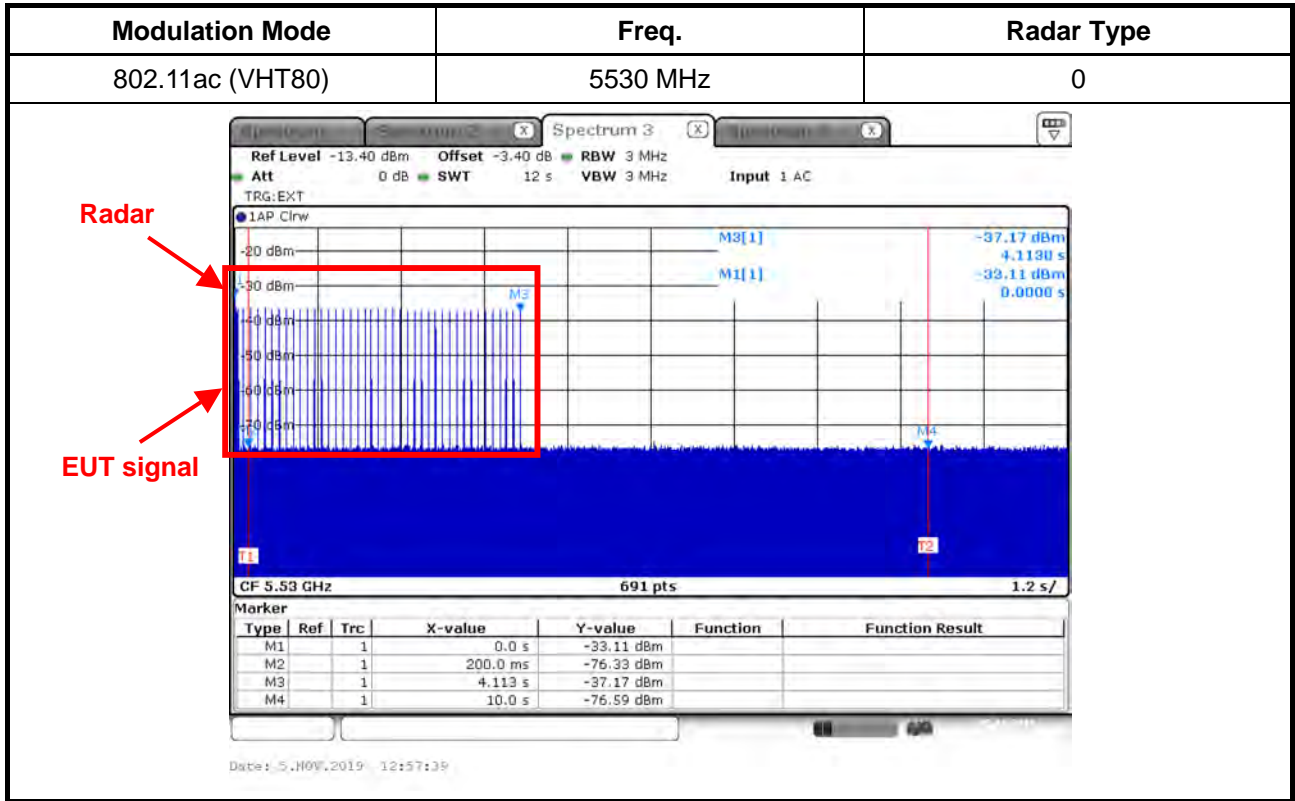 Modulation Mode Freq. Radar Type
802.11ac (VHT80) 5530 MHz 0
Spectrum 3
Ref Level -13.40 dBm Offset -3.40 dB RBW 3 MHz
Att 0 dB SWT 12 s VBW 3 MHz Input 1 AC
TRG:EXT
1AP Clrw
Radar
M3[1] -37.17 dBm
4.1130 s
-20 dBm
M1[1] -33.11 dBm
0.0000 s
-30 dBm
M3
-40 dBm
-50 dBm
-60 dBm
-70 dBm
M4
EUT signal
T1
T2
CF 5.53 GHz 691 pts 1.2 s/
Marker
Type Ref Trc X-value Y-value Function Function Result
M1 1 0.0 s -33.11 dBm
M2 1 200.0 ms -76.33 dBm
M3 1 4.113 s -37.17 dBm
M4 1 10.0 s -76.59 dBm
Date: 5.NOV.2019 12:57:39